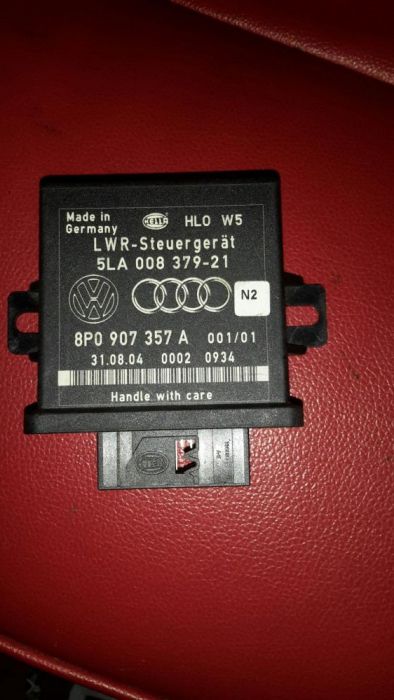 Made in
Germany
HELLA
HLO W5
LWR-Steuergerät
5LA 008 379-21
N2
8P0 907 357 A 001/01
31.08.04 0002 0934
Handle with care